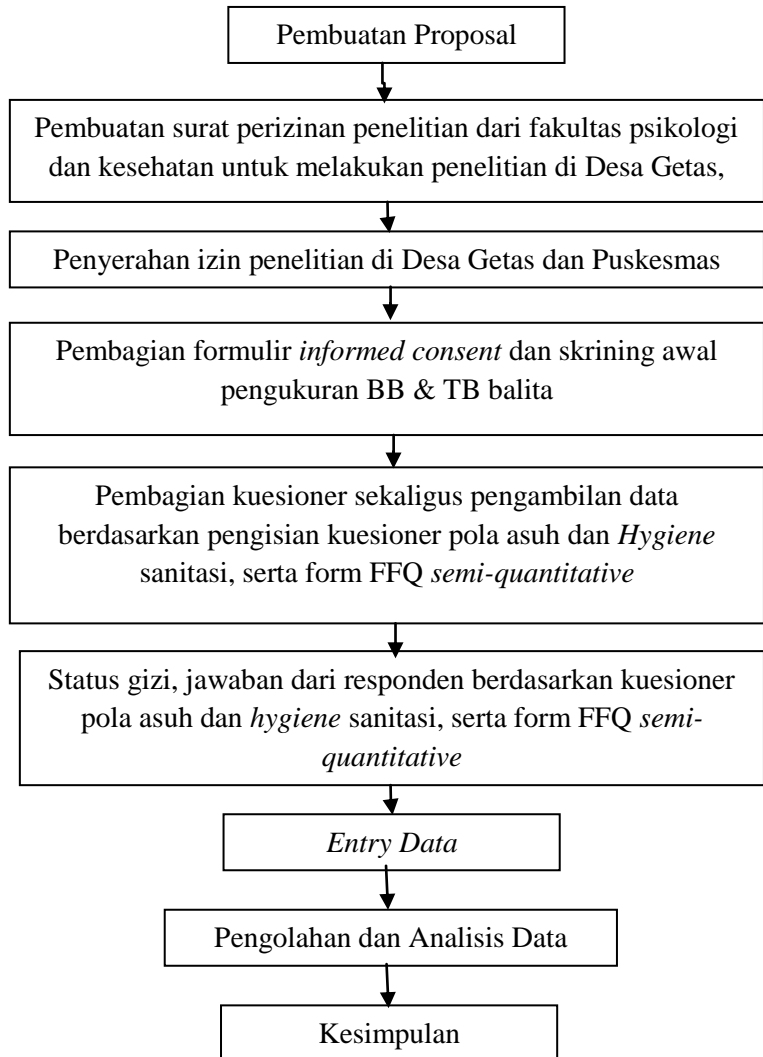 Pembuatan Proposal
Pembuatan surat perizinan penelitian dari fakultas psikologi
dan kesehatan untuk melakukan penelitian di Desa Getas,
Penyerahan izin penelitian di Desa Getas dan Puskesmas
Pembagian formulir informed consent dan skrining awal
pengukuran BB & TB balita
Pembagian kuesioner sekaligus pengambilan data
berdasarkan pengisian kuesioner pola asuh dan Hygiene
sanitasi, serta form FFQ semi-quantitative
Status gizi, jawaban dari responden berdasarkan kuesioner
pola asuh dan hygiene sanitasi, serta form FFQ semi-
quantitative
Entry Data
Pengolahan dan Analisis Data
Kesimpulan